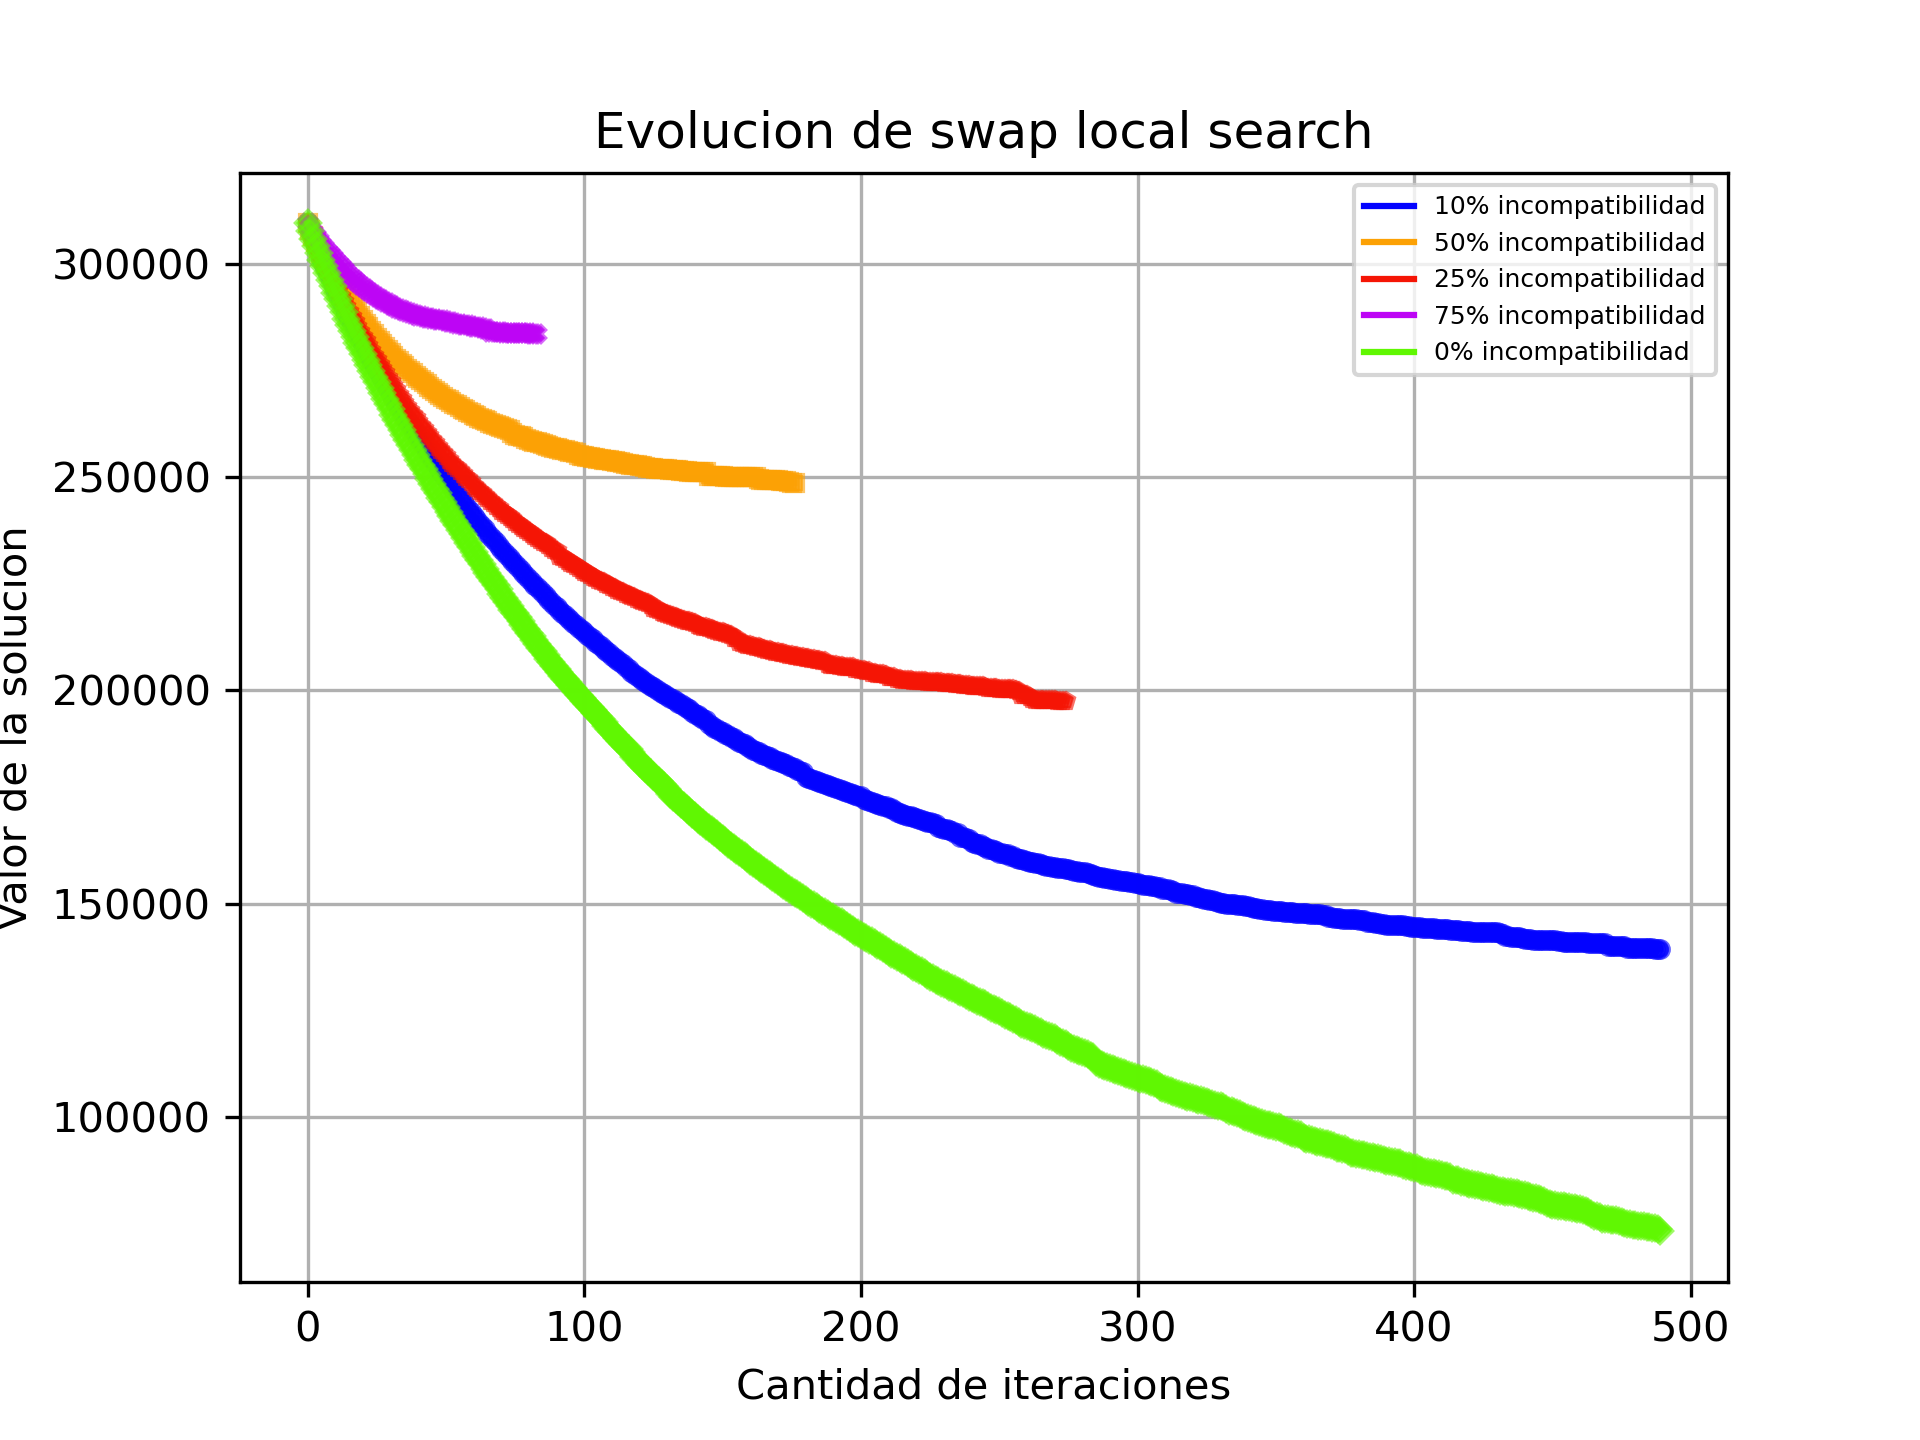 Evolucion de swap local search
10% incompatibilidad
50% incompatibilidad
25% incompatibilidad
75% incompatibilidad
0% incompatibilidad
Valor de la solucion
300000
250000
200000
150000
100000
0 100 200 300 400 500
Cantidad de iteraciones